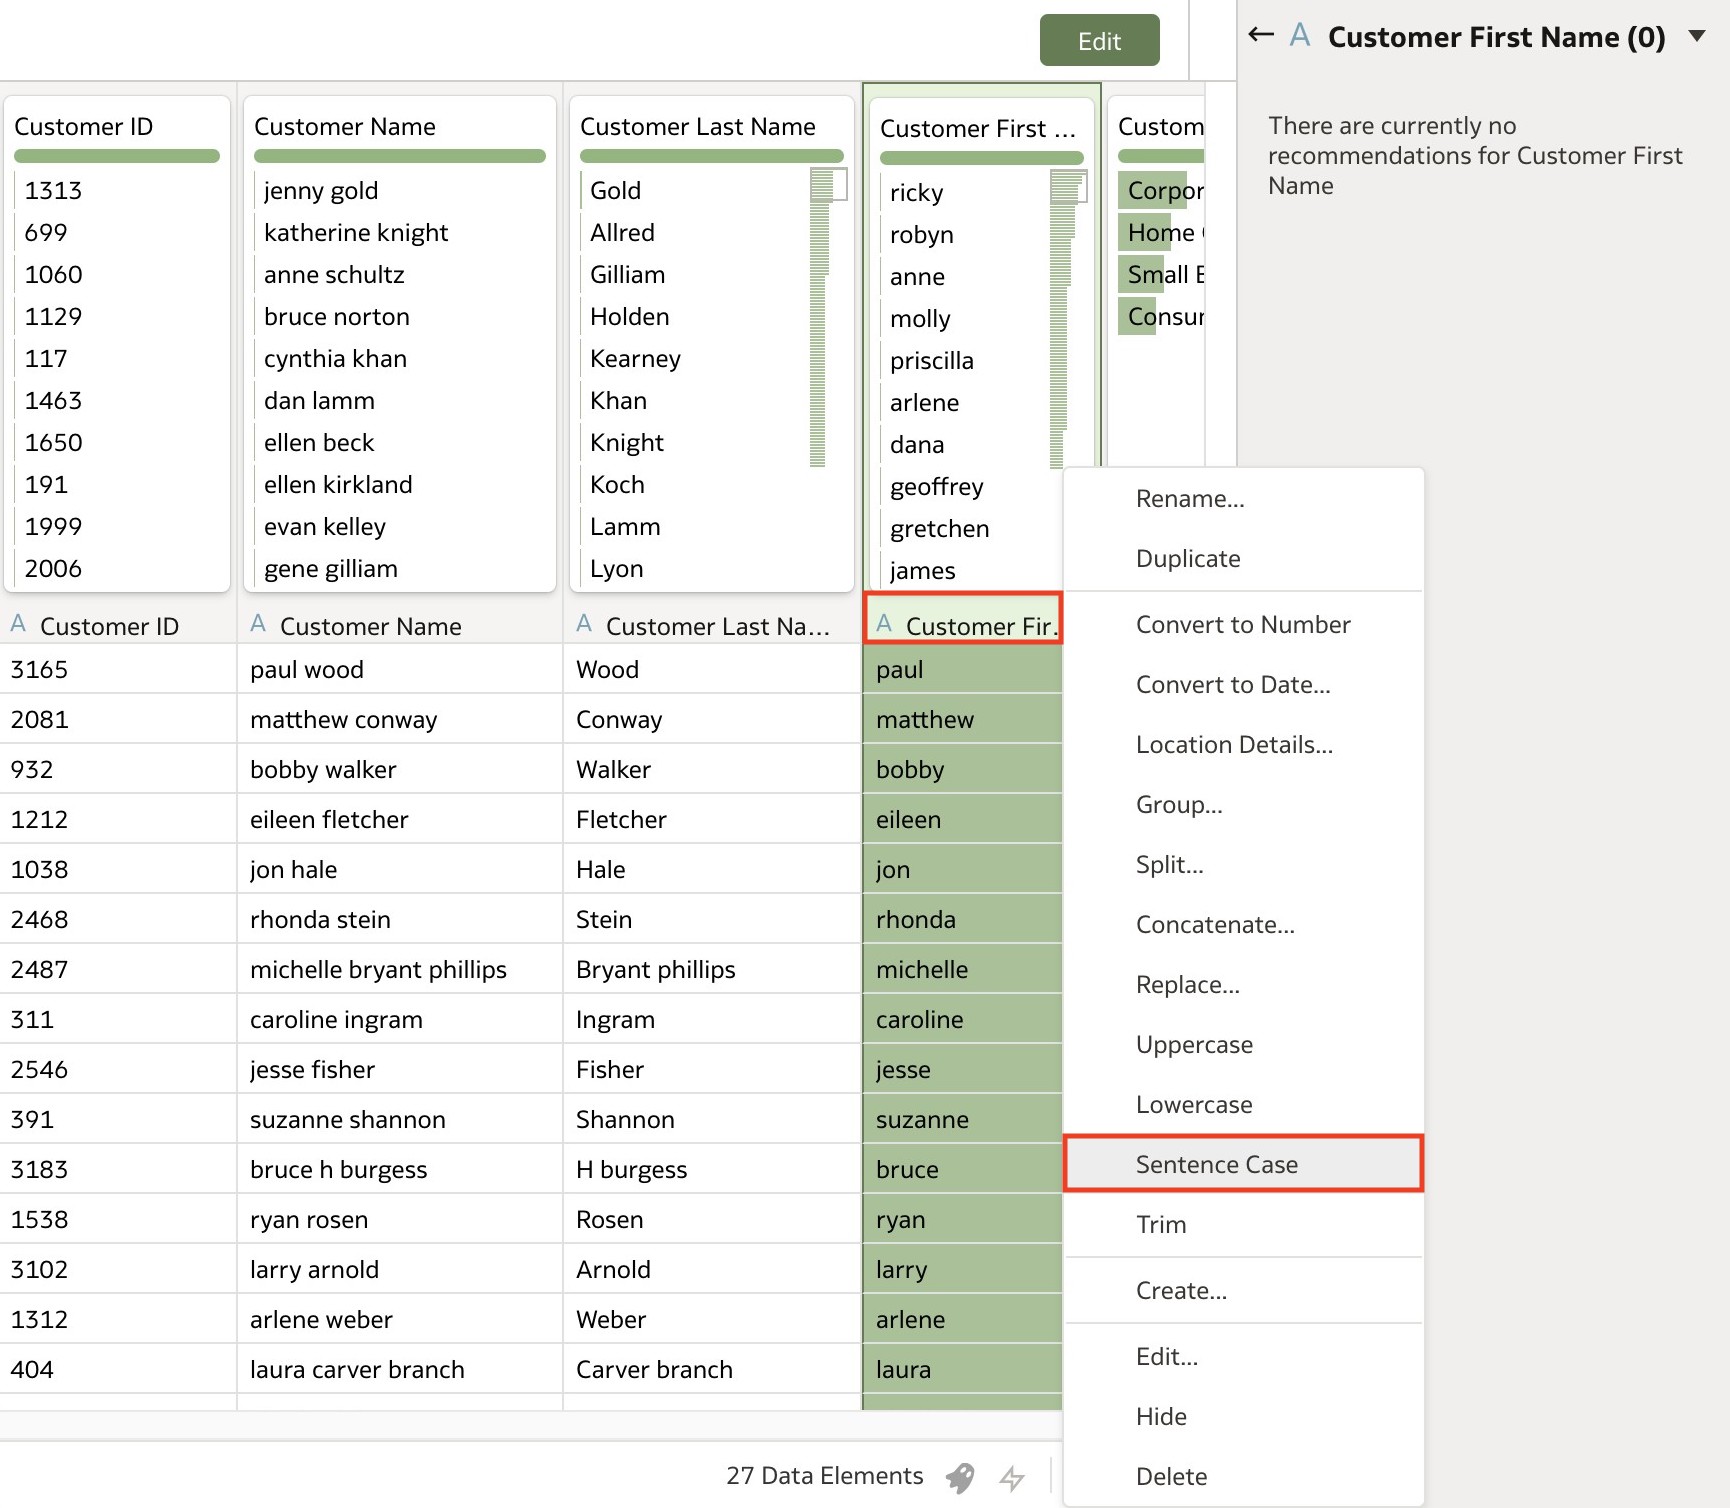 Edit
Customer ID
1313
699
1060
1129
117
1463
1650
191
1999
2006
Customer Name
jenny gold
katherine knight
anne schultz
bruce norton
cynthia khan
dan lamm
ellen beck
ellen kirkland
evan kelley
gene gilliam
Customer Last Name
Gold
Allred
Gilliam
Holden
Kearney
Khan
Knight
Koch
Lamm
Lyon
Customer First ...
ricky
robyn
anne
molly
priscilla
arlene
dana
geoffrey
gretchen
james
Custom
Corpor
Home
Small
Consu
A Customer ID A Customer Name A Customer Last Na... A Customer Fir.
3165 paul wood Wood paul
2081 matthew conway Conway matthew
932 bobby walker Walker bobby
1212 eileen fletcher Fletcher eileen
1038 jon hale Hale jon
2468 rhonda stein Stein rhonda
2487 michelle bryant phillips Bryant phillips michelle
311 caroline ingram Ingram caroline
2546 jesse fisher Fisher jesse
391 suzanne shannon Shannon suzanne
3183 bruce h burgess H burgess bruce
1538 ryan rosen Rosen ryan
3102 larry arnold Arnold larry
1312 arlene weber Weber arlene
404 laura carver branch Carver branch laura
27 Data Elements
Rename...
Duplicate
Convert to Number
Convert to Date...
Location Details...
Group...
Split...
Concatenate...
Replace...
Uppercase
Lowercase
Sentence Case
Trim
Create...
Edit...
Hide
Delete
← A Customer First Name (0)
There are currently no
recommendations for Customer First
Name